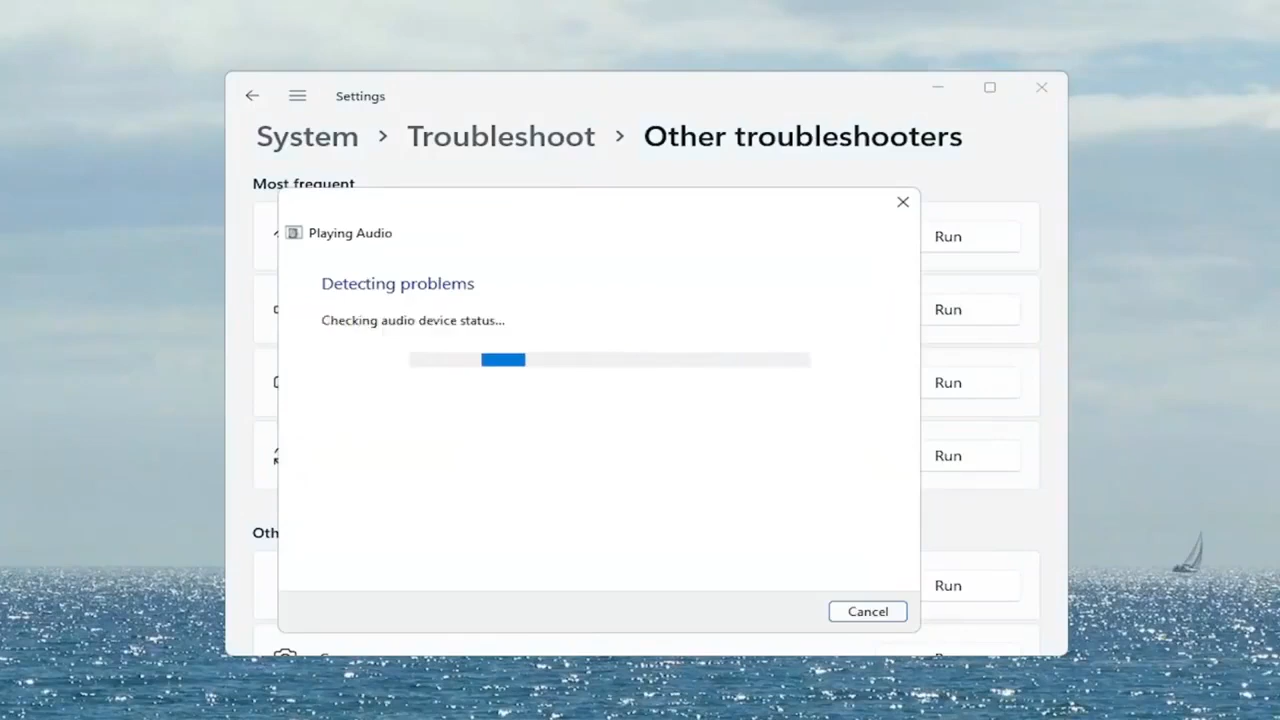 Settings
System > Troubleshoot > Other troubleshooters
Most frequent
Playing Audio
Run
Detecting problems
Checking audio device status...
Run
Run
Run
Oth
Run
Cancel